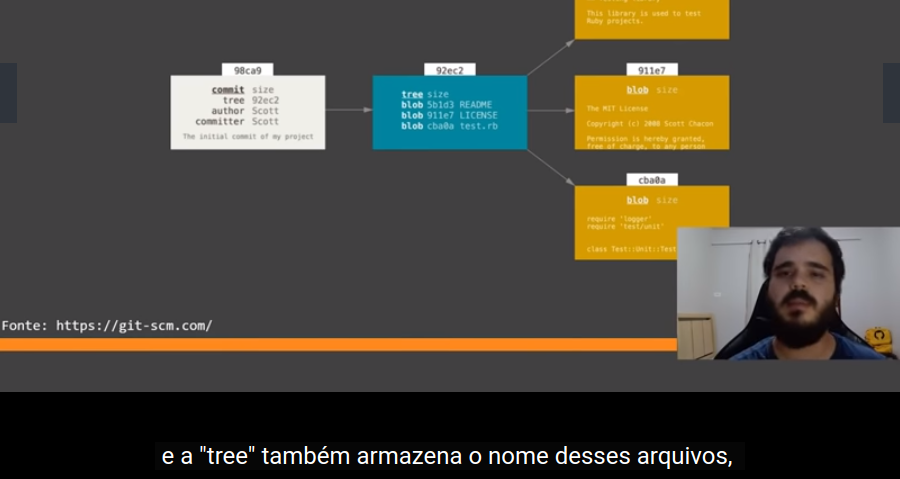 This library is used to test
Ruby projects.
98ca9
commit size
tree 92ec2
author Scott
committer Scott
The initial commit of my project
92ec2
tree size
blob 5b1d3 README
blob 911e7 LICENSE
blob cba0a test.rb
911e7
blob size
The MIT License
Copyright (c) 2008 Scott Chacon
Permission is hereby granted,
free of charge, to any person
cba0a
blob size
require 'logger'
require 'test/unit'
class Test::Unit::Test
Fonte: https://git-scm.com/
e a "tree" também armazena o nome desses arquivos,